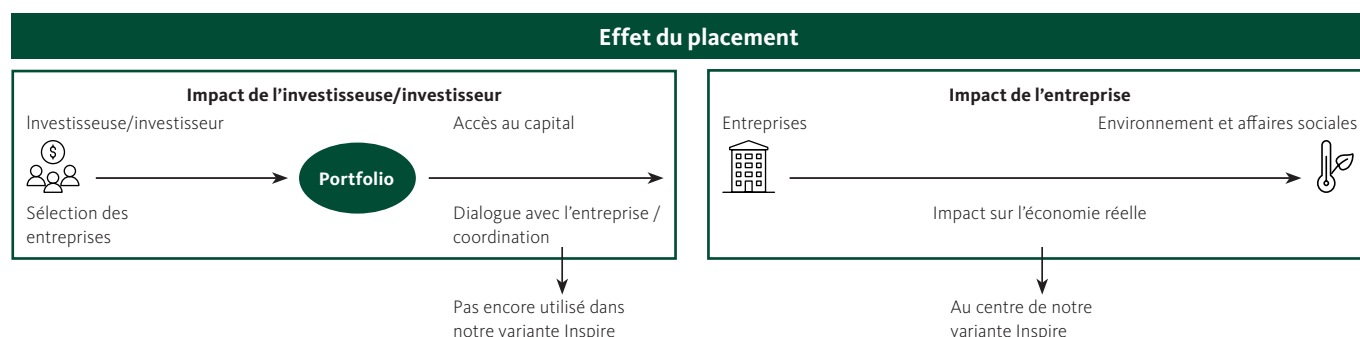 Effet du placement
Impact de l’investisseuse/investisseur
Investisseuse/investisseur
Accès au capital
$
Portfolio
Sélection des
entreprises
Dialogue avec l’entreprise /
coordination
Pas encore utilisé dans
notre variante Inspire
Impact de l’entreprise
Entreprises
Environnement et affaires sociales
Impact sur l’économie réelle
Au centre de notre
variante Inspire